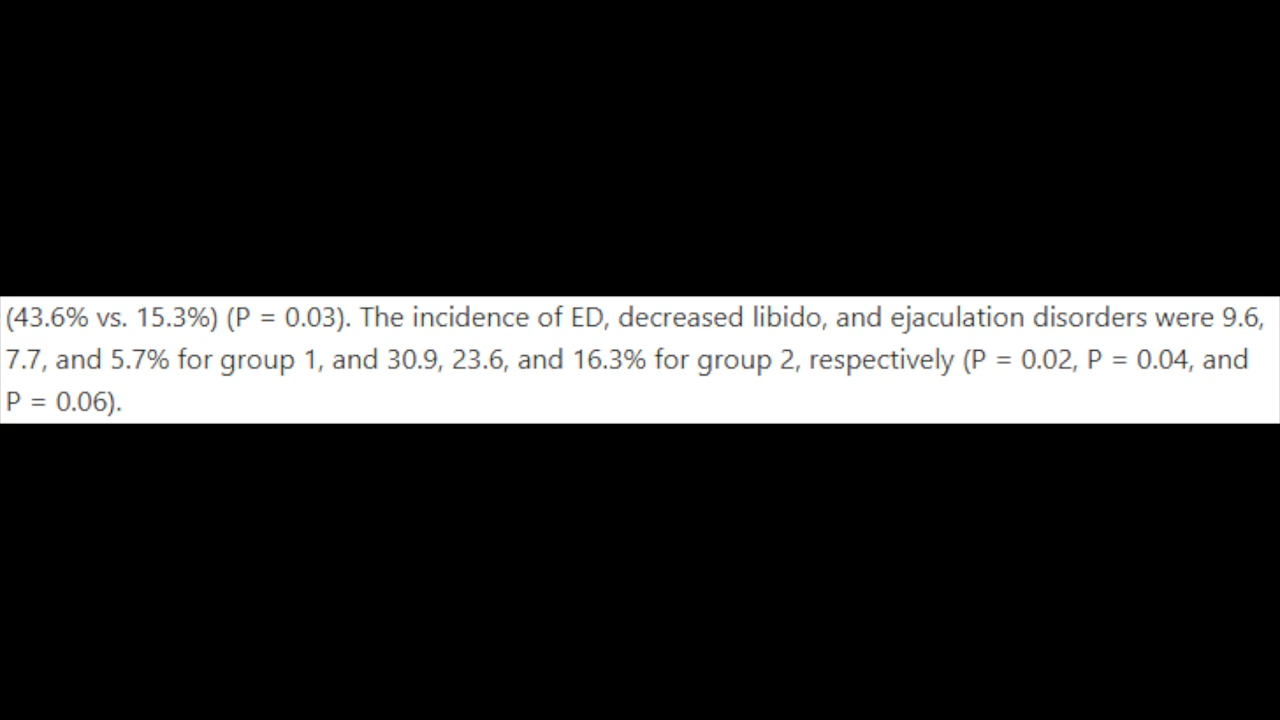 (43.6% vs. 15.3%) (P = 0.03). The incidence of ED, decreased libido, and ejaculation disorders were 9.6,
7.7, and 5.7% for group 1, and 30.9, 23.6, and 16.3% for group 2, respectively (P = 0.02, P = 0.04, and
P = 0.06).